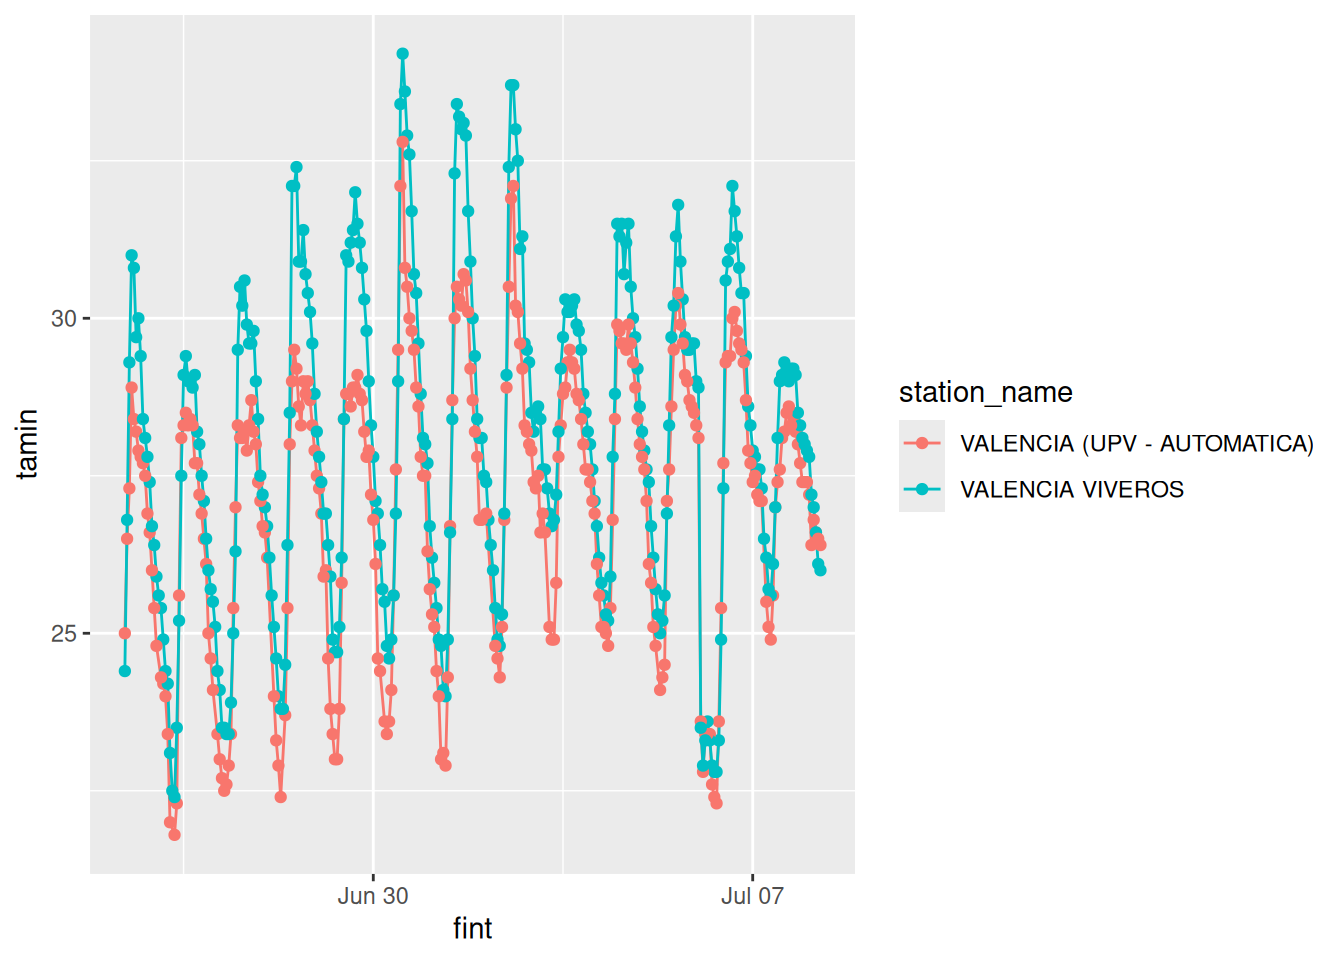 tamin
30
25
Jun 30
Jul 07
fint
station_name
VALENCIA (UPV - AUTOMATICA)
VALENCIA VIVEROS